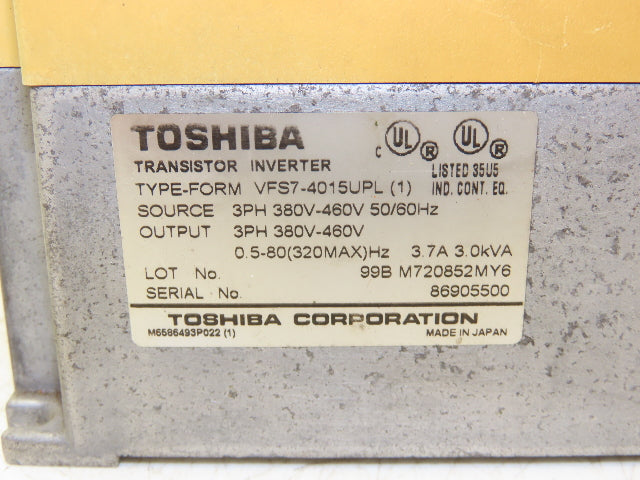 TOSHIBA
TRANSISTOR INVERTER
C UL ® UL ®
LISTED 35U5
IND. CONT. EQ.
TYPE-FORM VFS7-4015UPL (1)
SOURCE 3PH 380V-460V 50/60Hz
OUTPUT 3PH 380V-460V
0.5-80(320MAX)Hz 3.7A 3.0kVA
LOT No. 99B M720852MY6
SERIAL No. 86905500
TOSHIBA CORPORATION
M6586493P022 (1) MADE IN JAPAN